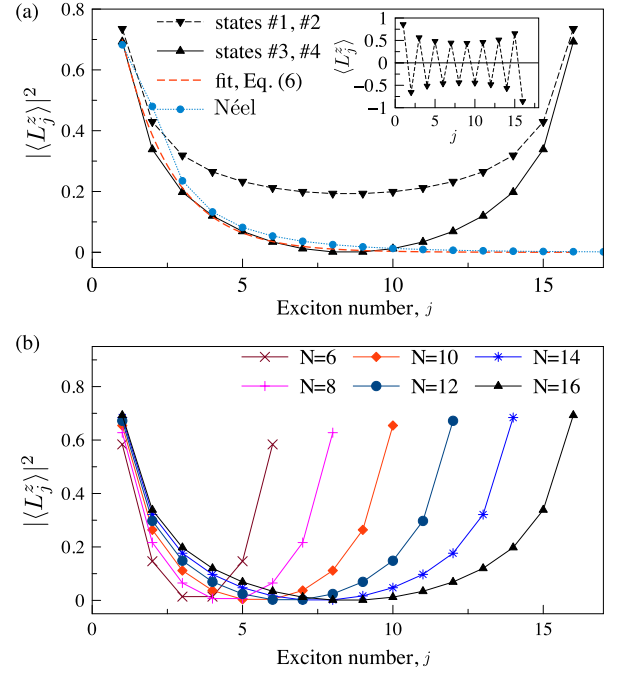 (a)
states #1, #2
states #3, #4
fit, Eq. (6)
Néel
|⟨L_j^z⟩|^2
0.8
0.6
0.4
0.2
0
0
5
10
15
Exciton number, j
⟨L_j^z⟩
1
0.5
0
-0.5
-1
0
5
10
15
j
(b)
N=6
N=10
N=14
N=8
N=12
N=16
|⟨L_j^z⟩|^2
0.8
0.6
0.4
0.2
0
0
5
10
15
Exciton number, j